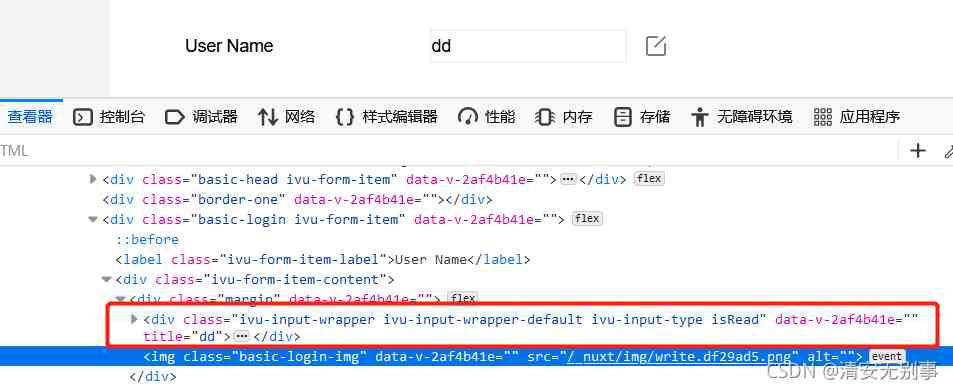 User Name dd
查看器 控制台 调试器 网络 样式编辑器 性能 内存 存储 无障碍环境 应用程序
TML
<div class="basic-head ivu-form-item" data-v-2af4b41e="">⋯</div> flex
<div class="border-one" data-v-2af4b41e=""></div>
<div class="basic-login ivu-form-item" data-v-2af4b41e=""> flex
::before
<label class="ivu-form-item-label">User Name</label>
<div class="ivu-form-item-content">
<div class="margin" data-v-2af4b41e=""> flex
<div class="ivu-input-wrapper ivu-input-wrapper-default ivu-input-type isRead" data-v-2af4b41e=""
title="dd">⋯</div>
<img class="basic-login-img" data-v-2af4b41e="" src="/_nuxt/img/write.df29ad5.png" alt=""> event
</div>
CSDN @清安无别事